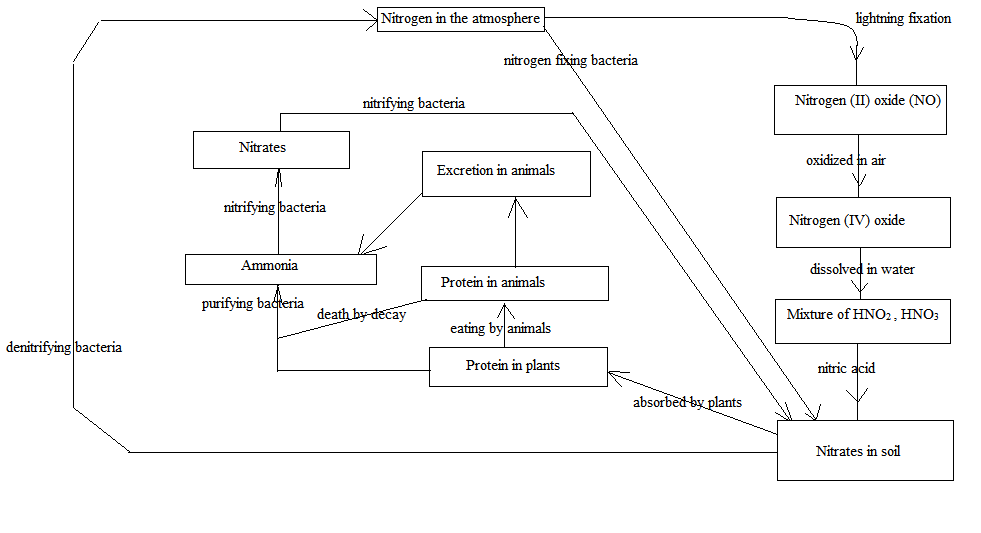 Nitrogen in the atmosphere
lightning fixation
nitrogen fixing bacteria
Nitrogen (II) oxide (NO)
nitrifying bacteria
Nitrates
oxidized in air
Excretion in animals
nitrifying bacteria
Nitrogen (IV) oxide
Ammonia
dissolved in water
Protein in animals
purifying bacteria
death by decay
Mixture of HNO₂ , HNO₃
eating by animals
denitrifying bacteria
Protein in plants
nitric acid
absorbed by plants
Nitrates in soil